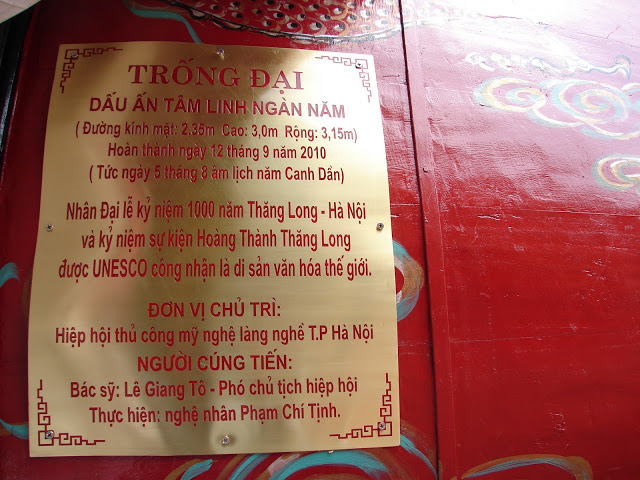 TRỐNG ĐẠI
DẤU ẤN TÂM LINH NGÀN NĂM
( Đường kính mặt: 2,35m Cao: 3,0m Rộng: 3,15m)
Hoàn thành ngày 12 tháng 9 năm 2010
( Tức ngày 5 tháng 8 âm lịch năm Canh Dần)
Nhân Đại lễ kỷ niệm 1000 năm Thăng Long - Hà Nội
và kỷ niệm sự kiện Hoàng Thành Thăng Long
được UNESCO công nhận là di sản văn hóa thế giới.
ĐƠN VỊ CHỦ TRÌ:
Hiệp hội thủ công mỹ nghệ làng nghề T.P Hà Nội
NGƯỜI CÚNG TIẾN:
Bác sỹ: Lê Giang Tô - Phó chủ tịch hiệp hội
Thực hiện: nghệ nhân Phạm Chí Tịnh.